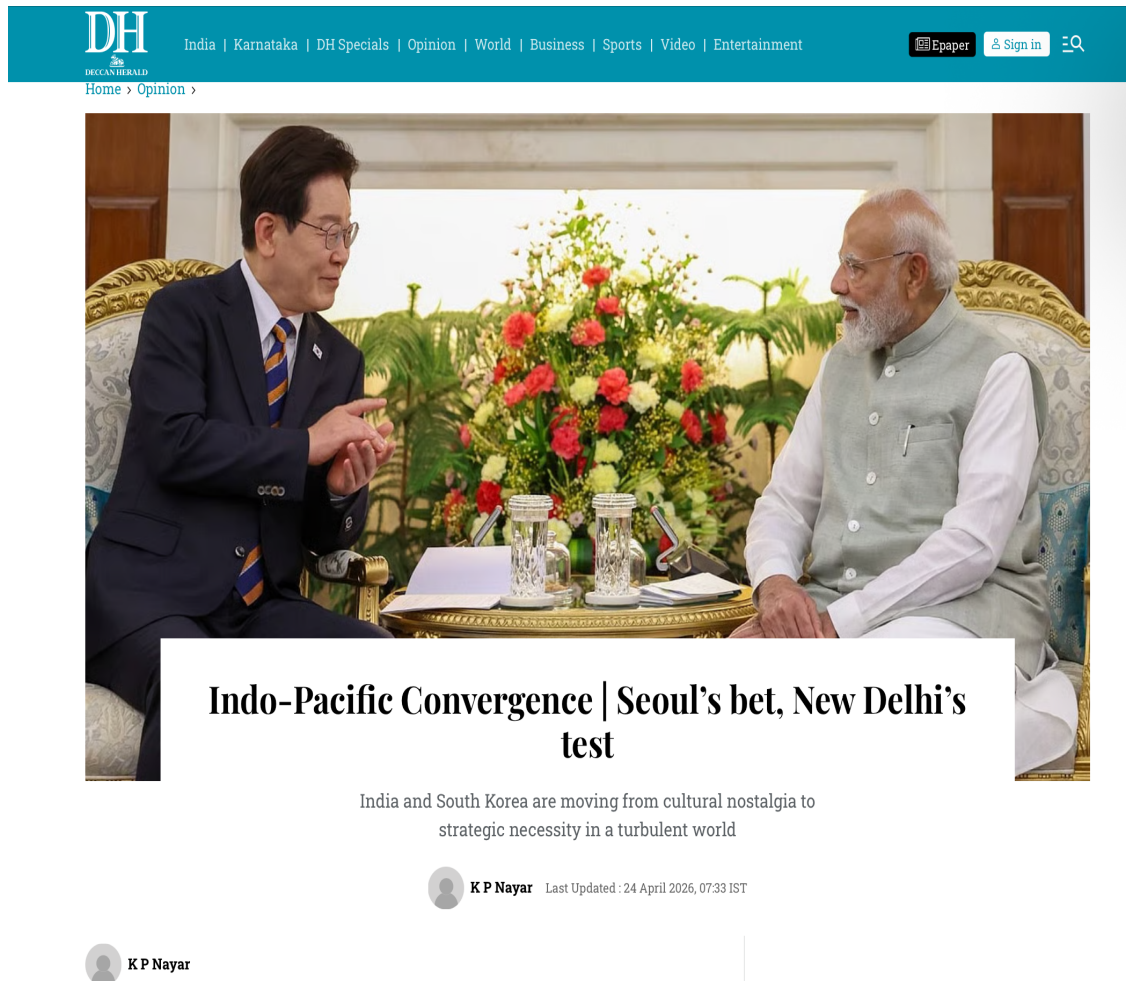 DH
DECCAN HERALD
India | Karnataka | DH Specials | Opinion | World | Business | Sports | Video | Entertainment
Epaper
Sign in
Home › Opinion ›
Indo-Pacific Convergence | Seoul’s bet, New Delhi’s
test
India and South Korea are moving from cultural nostalgia to
strategic necessity in a turbulent world
K P Nayar Last Updated : 24 April 2026, 07:33 IST
K P Nayar